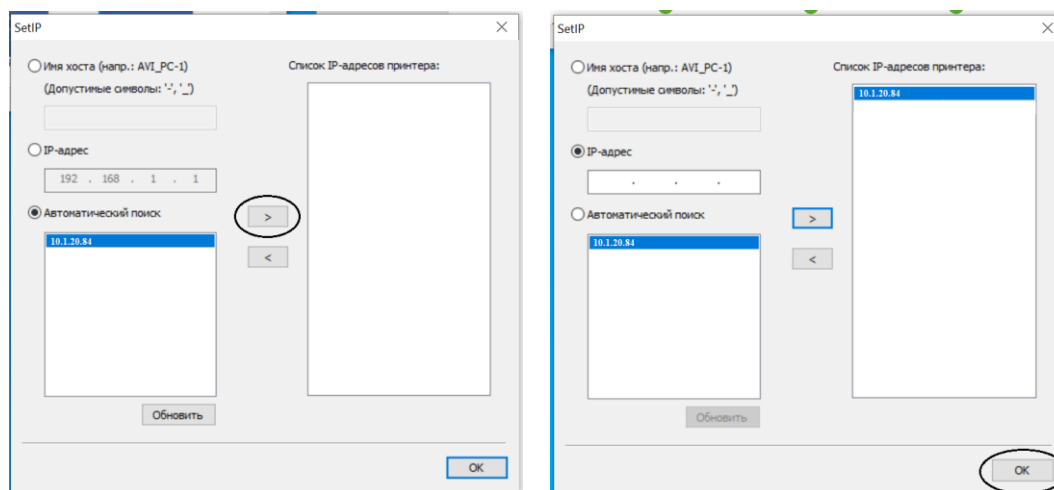 SetIP
Имя хоста (напр.: AVI_PC-1)
(Допустимые символы: '-', '_')
IP-адрес
192 . 168 . 1 . 1
Автоматический поиск
10.1.20.84
Обновить
>
<
Список IP-адресов принтера:
OK
SetIP
Имя хоста (напр.: AVI_PC-1)
(Допустимые символы: '-', '_')
IP-адрес
. . .
Автоматический поиск
10.1.20.84
Обновить
>
<
Список IP-адресов принтера:
10.1.20.84
OK